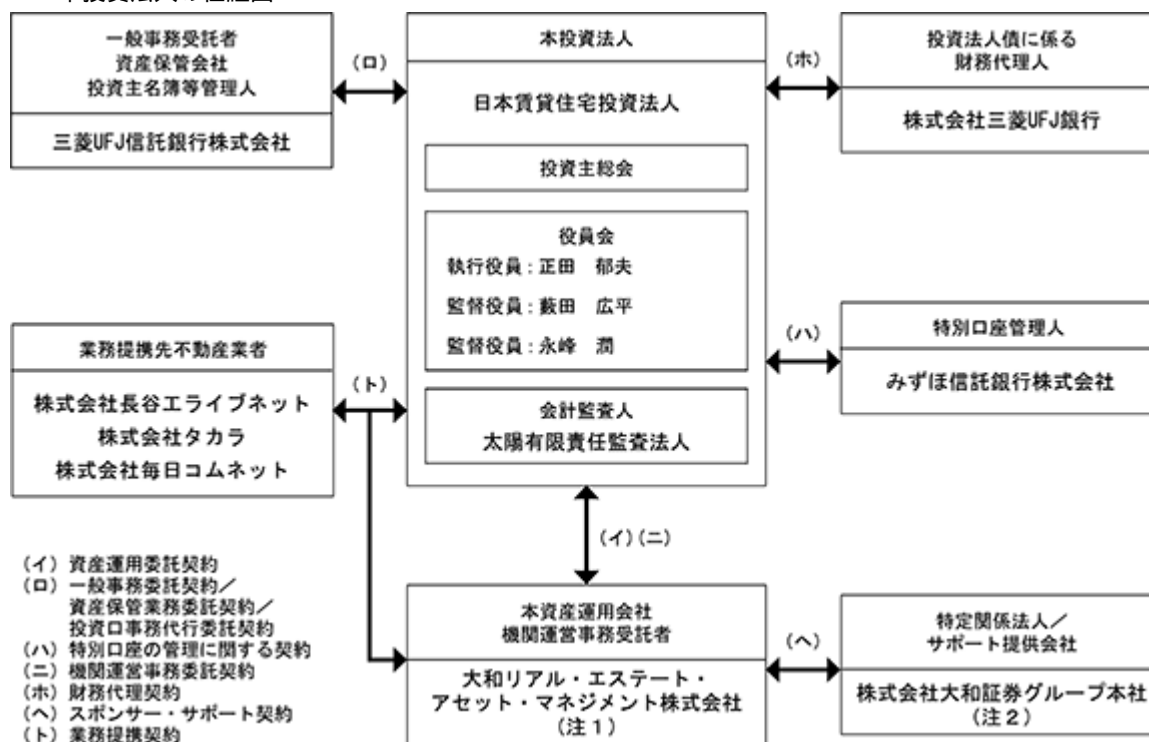 本投資法人の仕組図
一般事務受託者
資産保管会社
投資主名簿等管理人
三菱UFJ信託銀行株式会社
(ロ)
本投資法人
日本賃貸住宅投資法人
投資主総会
役員会
執行役員：正田　郁夫
監督役員：藪田　広平
監督役員：永峰　潤
会計監査人
太陽有限責任監査法人
(ホ)
投資法人債に係る
財務代理人
株式会社三菱UFJ銀行
業務提携先不動産業者
株式会社長谷工ライブネット
株式会社タカラ
株式会社毎日コムネット
(ト)
(ハ)
特別口座管理人
みずほ信託銀行株式会社
(イ)(ニ)
本資産運用会社
機関運営事務受託者
大和リアル・エステート・
アセット・マネジメント株式会社
(注１)
(ヘ)
特定関係法人／
サポート提供会社
株式会社大和証券グループ本社
(注２)
(イ) 資産運用委託契約
(ロ) 一般事務委託契約／
資産保管業務委託契約／
投資口事務代行委託契約
(ハ) 特別口座の管理に関する契約
(ニ) 機関運営事務委託契約
(ホ) 財務代理契約
(ヘ) スポンサー・サポート契約
(ト) 業務提携契約